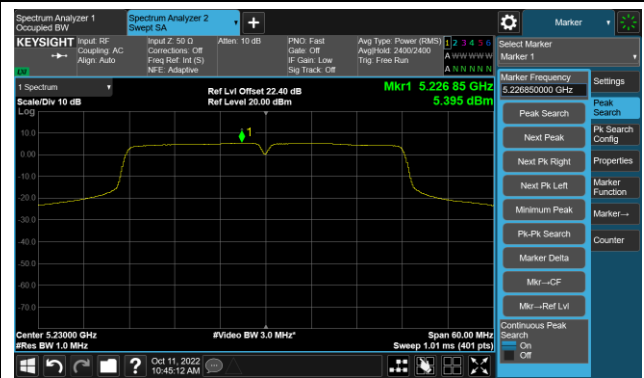 Spectrum Analyzer 1
Occupied BW
Spectrum Analyzer 2
Swept SA
Marker
KEYSIGHT
Input: RF
Coupling: AC
Align: Auto
Input Z: 50 Ω
Corrections: Off
Freq Ref: Int (S)
NFE: Adaptive
Atten: 10 dB
PNO: Fast
Gate: Off
IF Gain: Low
Sig Track: Off
Avg Type: Power (RMS)
Avg|Hold: 2400/2400
Trig: Free Run
1 2 3 4 5 6
A W W W W W
A N N N N N
LXI
Select Marker
Marker 1
1 Spectrum
Scale/Div 10 dB
Log
Ref Lvl Offset 22.40 dB
Ref Level 20.00 dBm
Mkr1 5.226 85 GHz
5.395 dBm
10.0
0.00
-10.0
-20.0
-30.0
-40.0
-50.0
-60.0
-70.0
1
Center 5.23000 GHz
#Res BW 1.0 MHz
#Video BW 3.0 MHz*
Span 60.00 MHz
Sweep 1.01 ms (401 pts)
Marker Frequency
5.226850000 GHz
Peak Search
Next Peak
Next Pk Right
Next Pk Left
Minimum Peak
Pk-Pk Search
Marker Delta
Mkr→CF
Mkr→Ref Lvl
Continuous Peak
Search
On
Off
Settings
Peak
Search
Pk Search
Config
Properties
Marker
Function
Marker→
Counter
Oct 11, 2022
10:45:12 AM